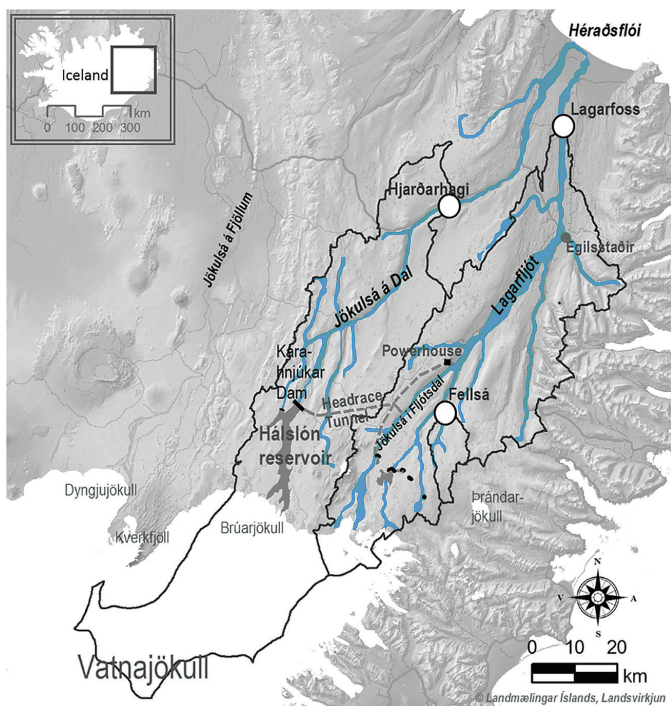 Héraðsflói
Iceland
km
0 100 200 300
Lagarfoss
Hjarðarhagi
Jökulsá á Fjöllum
Egilsstaðir
Jökulsá á Dal
Lagarfljót
Kára-
hnjúkar
Dam
Powerhouse
Headrace
Tunnel
Fellsá
Jökulsá í Fljótsdal
Hálslón
reservoir
Dyngjujökull
Kverkfjöll
Brúarjökull
Þrándar-
jökull
N
V A
S
Vatnajökull
0 10 20
km
© Landmælingar Íslands, Landsvirkjun